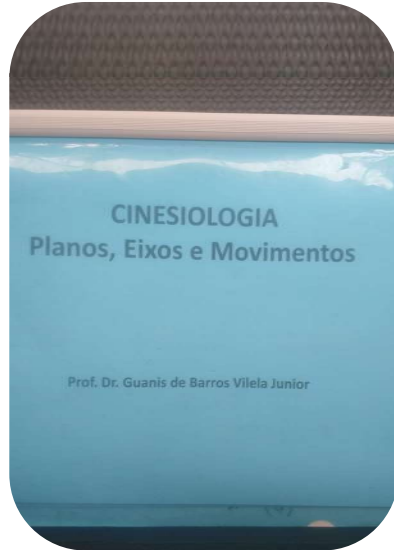 CINESIOLOGIA
Planos, Eixos e Movimentos
Prof. Dr. Guanis de Barros Vilela Junior